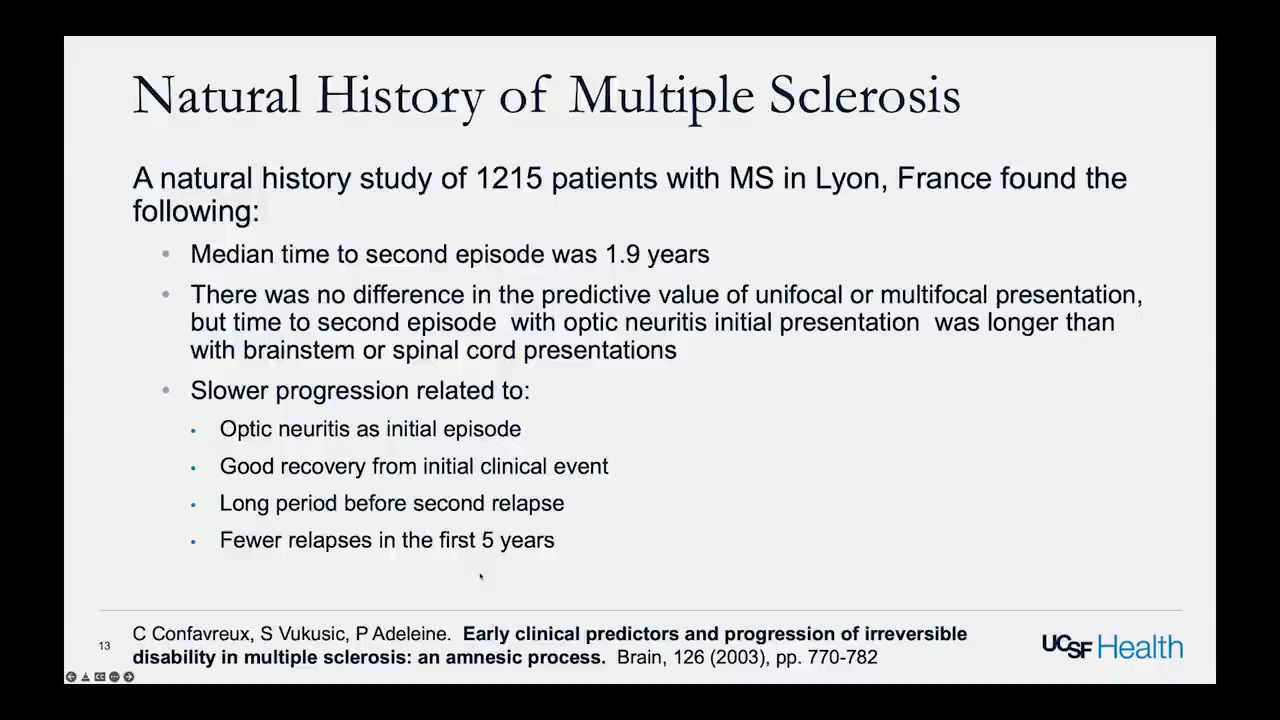 Natural History of Multiple Sclerosis
A natural history study of 1215 patients with MS in Lyon, France found the
following:
• Median time to second episode was 1.9 years
• There was no difference in the predictive value of unifocal or multifocal presentation,
but time to second episode with optic neuritis initial presentation was longer than
with brainstem or spinal cord presentations
• Slower progression related to:
• Optic neuritis as initial episode
• Good recovery from initial clinical event
• Long period before second relapse
• Fewer relapses in the first 5 years
13
C Confavreux, S Vukusic, P Adeleine. Early clinical predictors and progression of irreversible
disability in multiple sclerosis: an amnesic process. Brain, 126 (2003), pp. 770-782
UCSF Health